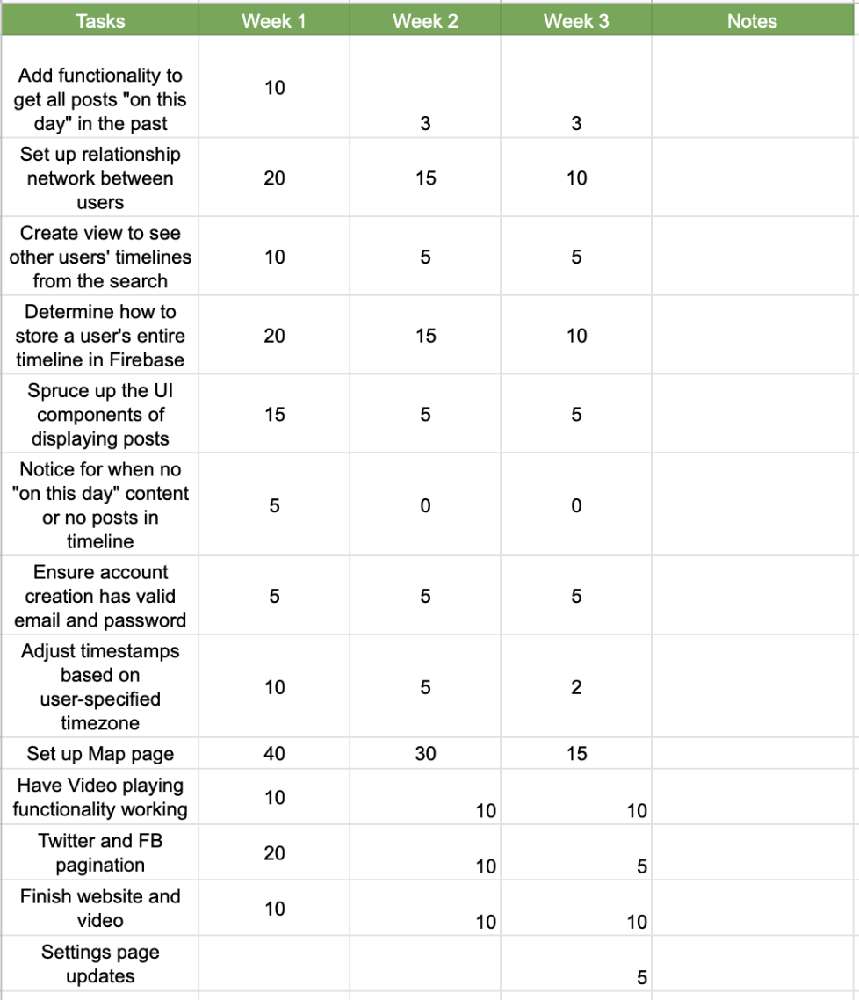 Tasks Week 1 Week 2 Week 3 Notes
Add functionality to
get all posts "on this
day" in the past
10 3 3
Set up relationship
network between
users
20 15 10
Create view to see
other users' timelines
from the search
10 5 5
Determine how to
store a user's entire
timeline in Firebase
20 15 10
Spruce up the UI
components of
displaying posts
15 5 5
Notice for when no
"on this day" content
or no posts in
timeline
5 0 0
Ensure account
creation has valid
email and password
5 5 5
Adjust timestamps
based on
user-specified
timezone
10 5 2
Set up Map page 40 30 15
Have Video playing
functionality working
10 10 10
Twitter and FB
pagination
20 10 5
Finish website and
video
10 10 10
Settings page
updates
5